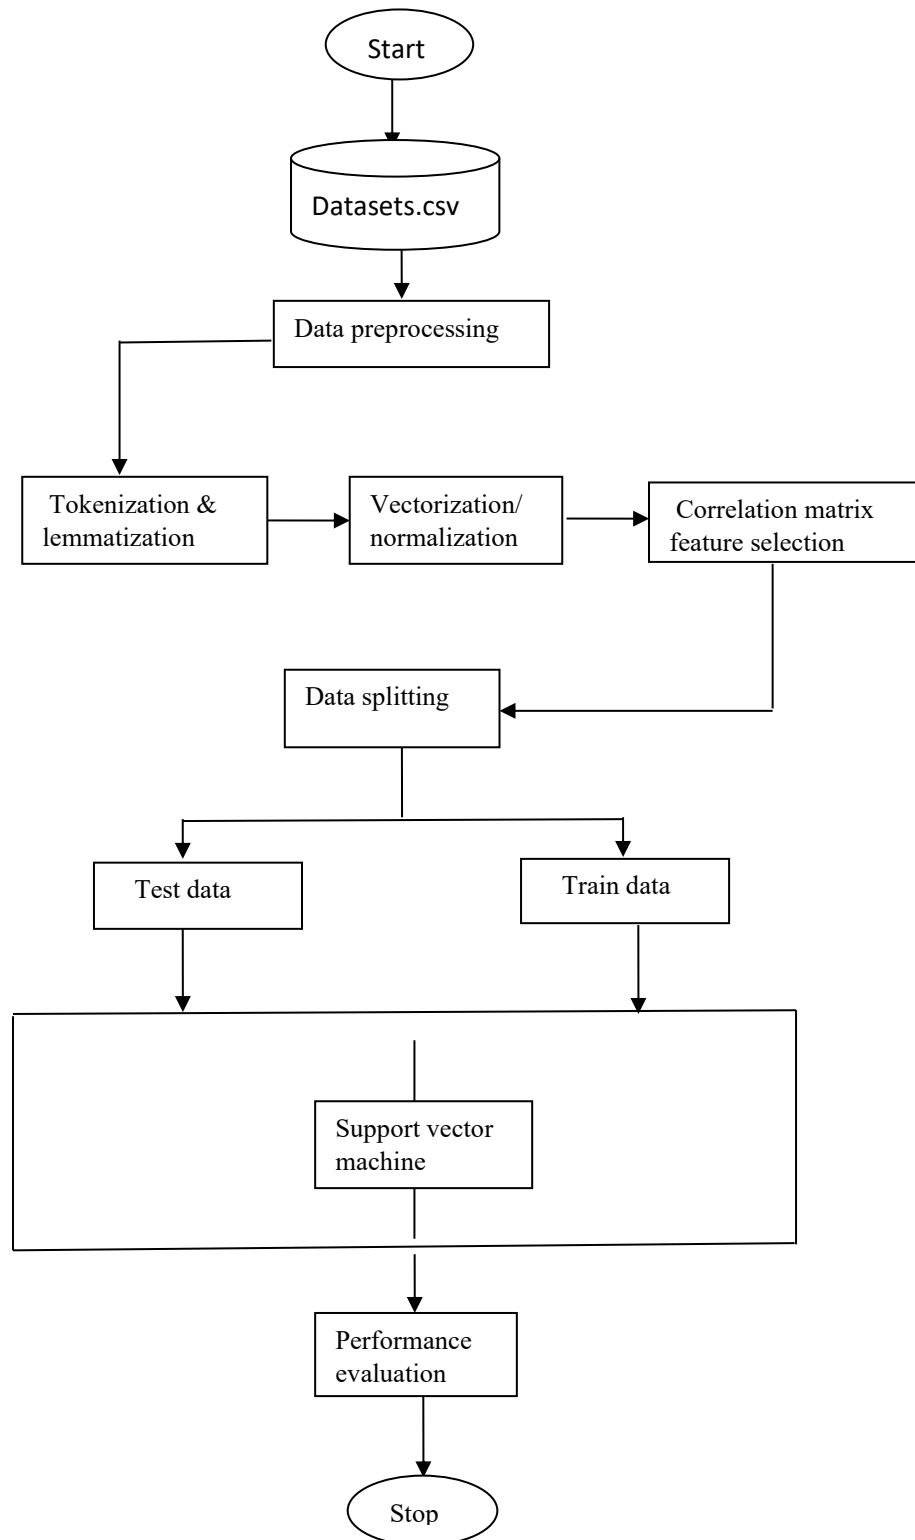 Start
Datasets.csv
Data preprocessing
Tokenization &
lemmatization
Vectorization/
normalization
Correlation matrix
feature selection
Data splitting
Test data
Train data
Support vector
machine
Performance
evaluation
Stop